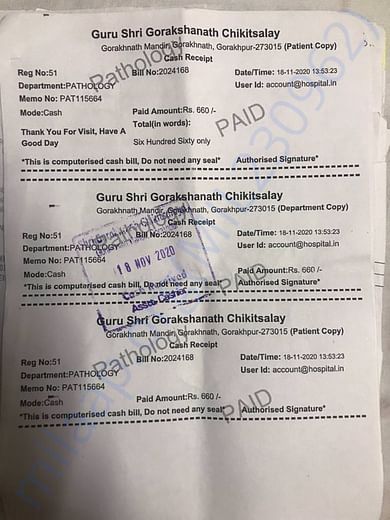 Guru Shri Gorakshanath Chikitsalay
Gorakhnath Mandir, Gorakhnath, Gorakhpur-273015 (Patient Copy)
Cash Receipt
Reg No:51 Bill No:2024168 Date/Time: 18-11-2020 13:53:23
Department:PATHOLOGY User Id: account@hospital.in
Memo No: PAT115664
Mode:Cash Paid Amount:Rs. 660 /-
Total(in words):
Thank You For Visit, Have A
Good Day Six Hundred Sixty only
*This is computerised cash bill, Do not need any seal* Authorised Signature*
Pathology
PAID
Guru Shri Gorakshanath Chikitsalay
Gorakhnath Mandir, Gorakhnath, Gorakhpur-273015 (Department Copy)
Cash Receipt
Reg No:51 Bill No:2024168 Date/Time: 18-11-2020 13:53:23
Department:PATHOLOGY User Id: account@hospital.in
Memo No: PAT115664
Mode:Cash Paid Amount:Rs. 660 /-
*This is computerised cash bill, Do not need any seal* Authorised Signature*
Pathology
PAID
18 NOV 2020
Cash Received
Guru Shri Gorakshanath Chikitsalay
Gorakhnath Mandir, Gorakhnath, Gorakhpur-273015 (Patient Copy)
Cash Receipt
Reg No:51 Bill No:2024168 Date/Time: 18-11-2020 13:53:23
Department:PATHOLOGY User Id: account@hospital.in
Memo No: PAT115664
Mode:Cash Paid Amount:Rs. 660 /-
*This is computerised cash bill, Do not need any seal* Authorised Signature*
Pathology
PAID